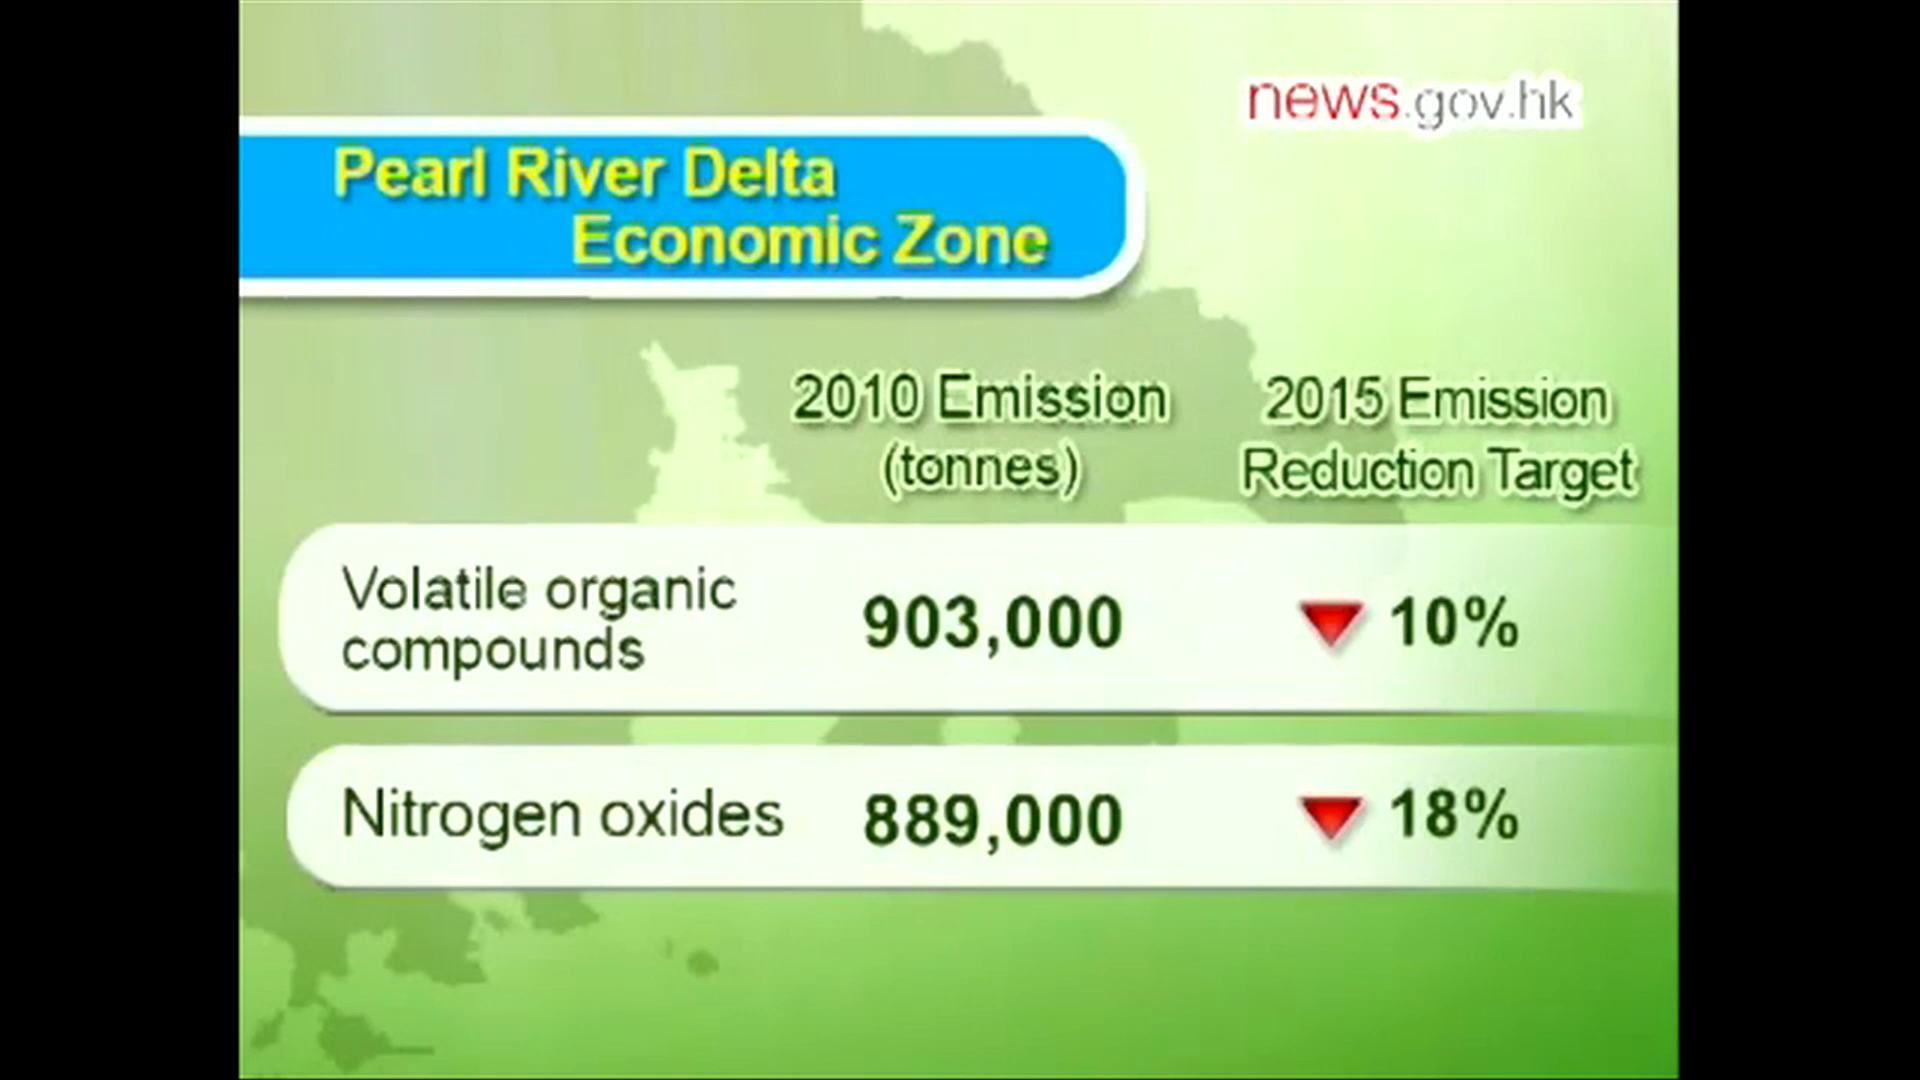 news.gov.hk
Pearl River Delta
Economic Zone
2010 Emission
(tonnes)
2015 Emission
Reduction Target
Volatile organic
compounds
903,000
10%
Nitrogen oxides
889,000
18%